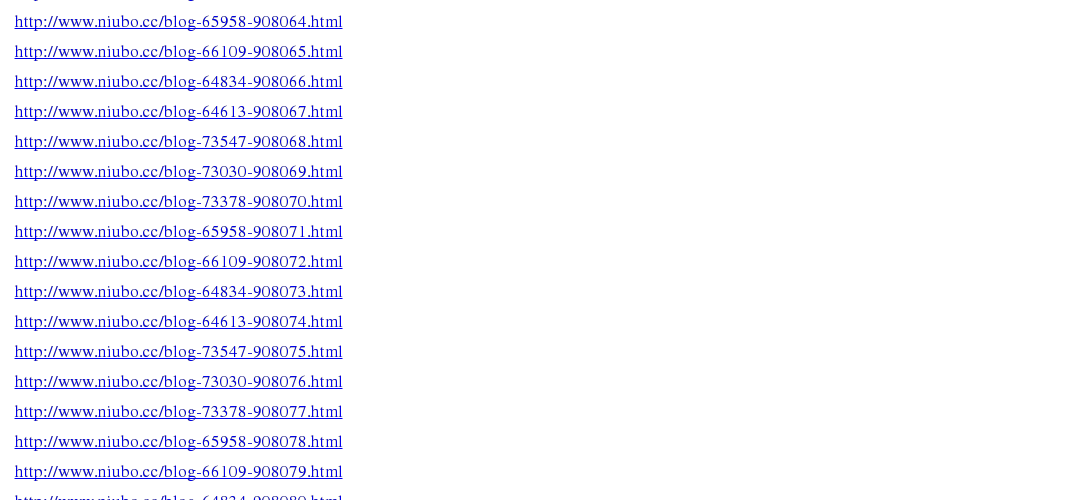 http://www.niubo.cc/blog-65958-908064.html
http://www.niubo.cc/blog-66109-908065.html
http://www.niubo.cc/blog-64834-908066.html
http://www.niubo.cc/blog-64613-908067.html
http://www.niubo.cc/blog-73547-908068.html
http://www.niubo.cc/blog-73030-908069.html
http://www.niubo.cc/blog-73378-908070.html
http://www.niubo.cc/blog-65958-908071.html
http://www.niubo.cc/blog-66109-908072.html
http://www.niubo.cc/blog-64834-908073.html
http://www.niubo.cc/blog-64613-908074.html
http://www.niubo.cc/blog-73547-908075.html
http://www.niubo.cc/blog-73030-908076.html
http://www.niubo.cc/blog-73378-908077.html
http://www.niubo.cc/blog-65958-908078.html
http://www.niubo.cc/blog-66109-908079.html